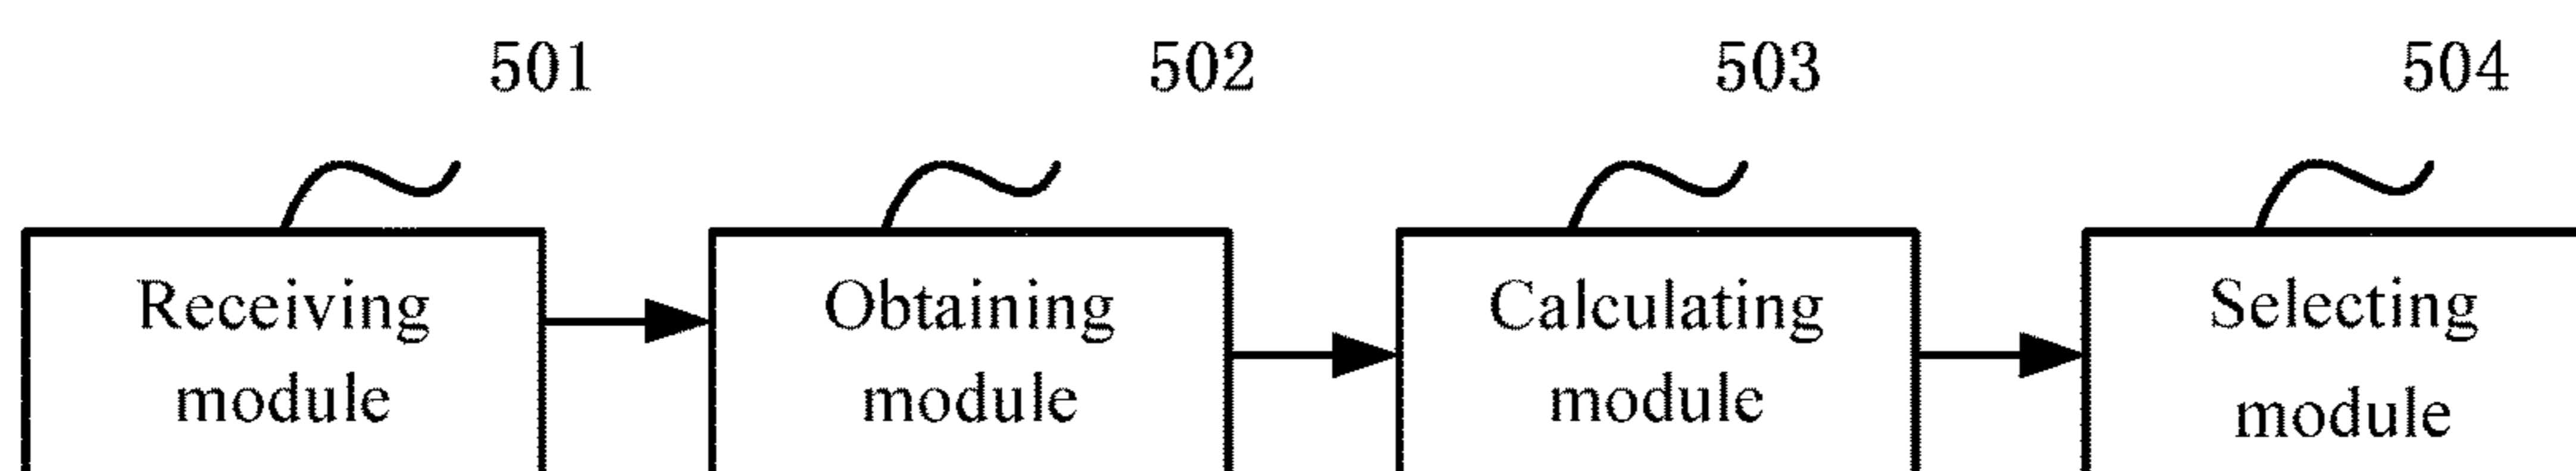 501
502
503
504
Receiving
module
Obtaining
module
Calculating
module
Selecting
module